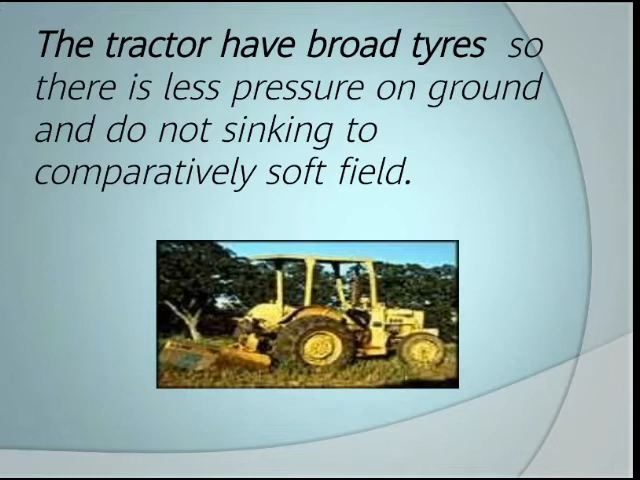 The tractor have broad tyres so
there is less pressure on ground
and do not sinking to
comparatively soft field.